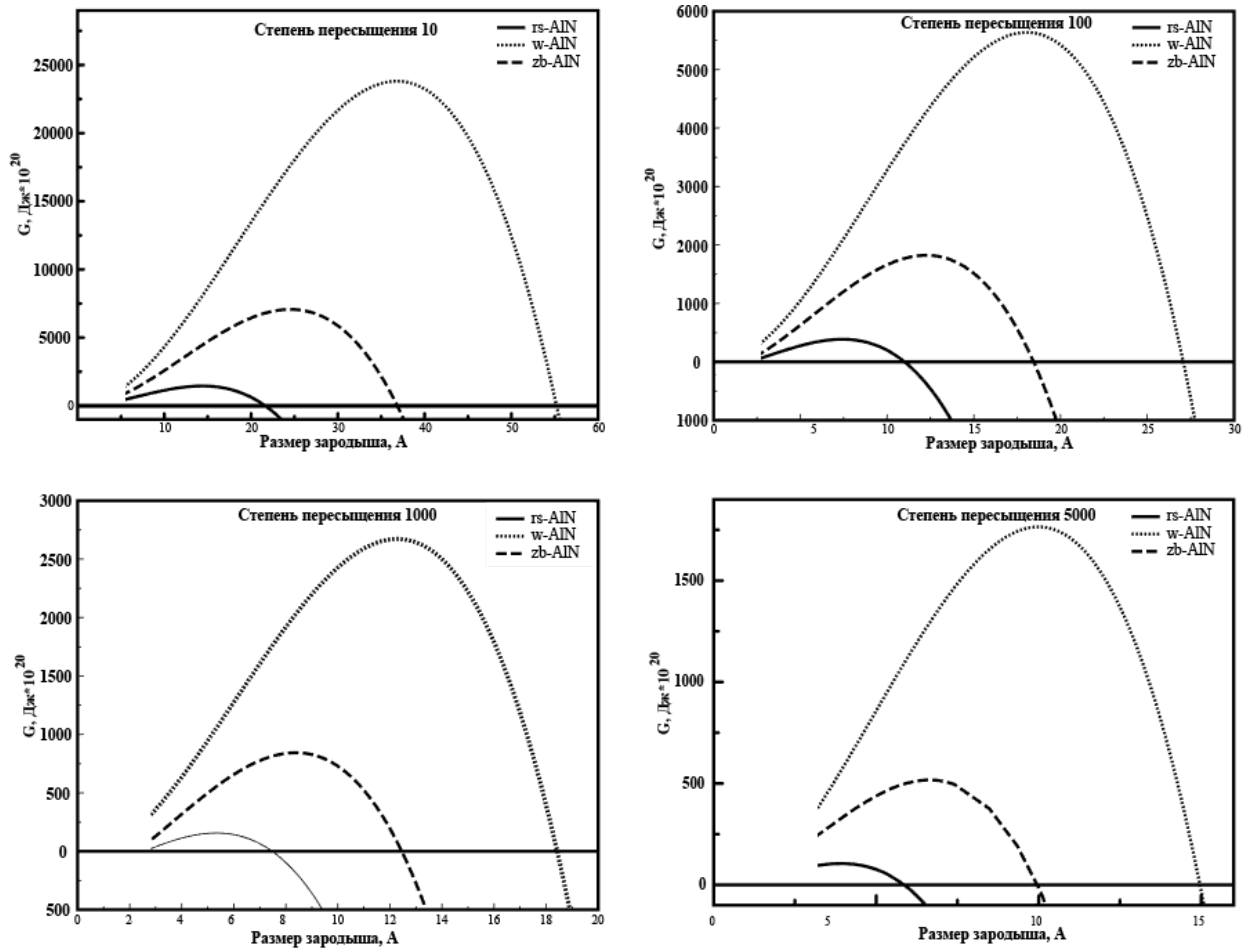 Степень пересыщения 10
rs-AlN
w-AlN
zb-AlN
25000
20000
15000
10000
5000
0
G, Дж*10^20
10
20
30
40
50
60
Размер зародыша, А
Степень пересыщения 100
rs-AlN
w-AlN
zb-AlN
6000
5000
4000
3000
2000
1000
0
1000
G, Дж*10^20
0
5
10
15
20
25
30
Размер зародыша, А
Степень пересыщения 1000
rs-AlN
w-AlN
zb-AlN
3000
2500
2000
1500
1000
500
0
500
G, Дж*10^20
0
2
4
6
8
10
12
14
16
18
20
Размер зародыша, А
Степень пересыщения 5000
rs-AlN
w-AlN
zb-AlN
1500
1000
500
0
G, Дж*10^20
0
5
10
15
Размер зародыша, А